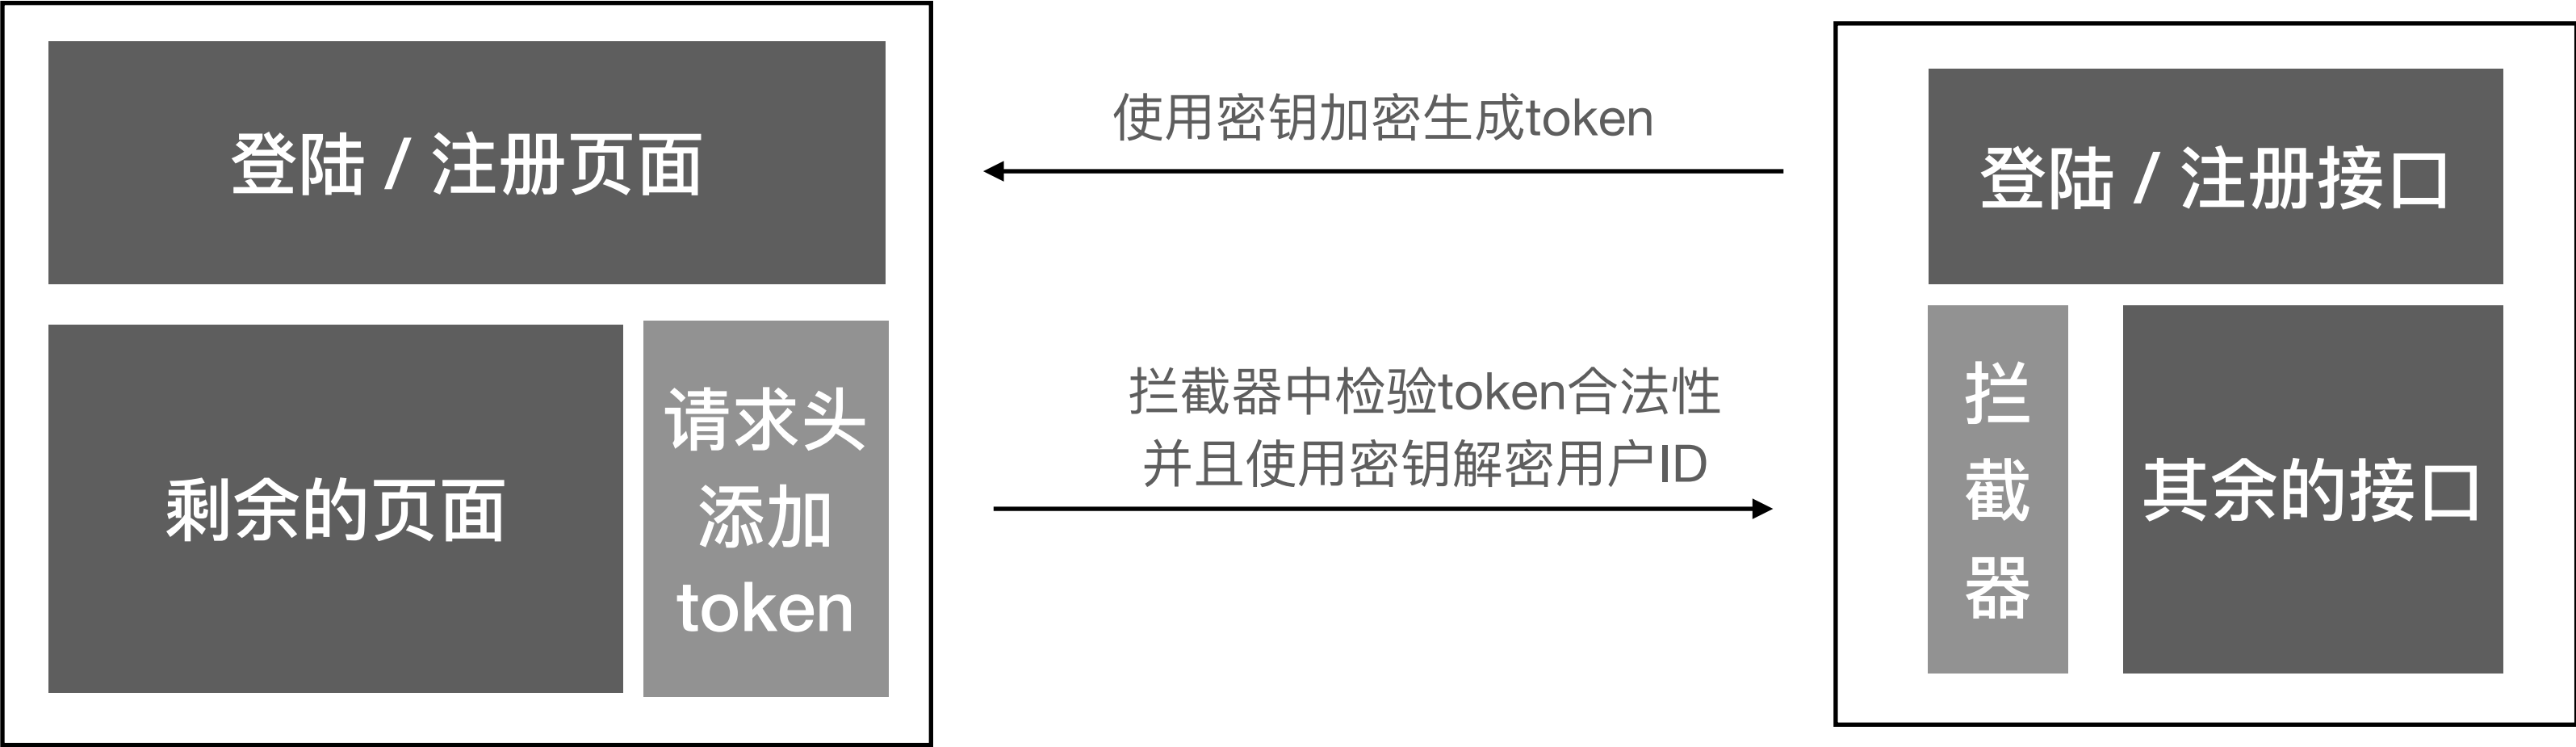 登陆 / 注册页面
剩余的页面
请求头
添加
token
使用密钥加密生成token
拦截器中检验token合法性
并且使用密钥解密用户ID
登陆 / 注册接口
拦
截
器
其余的接口